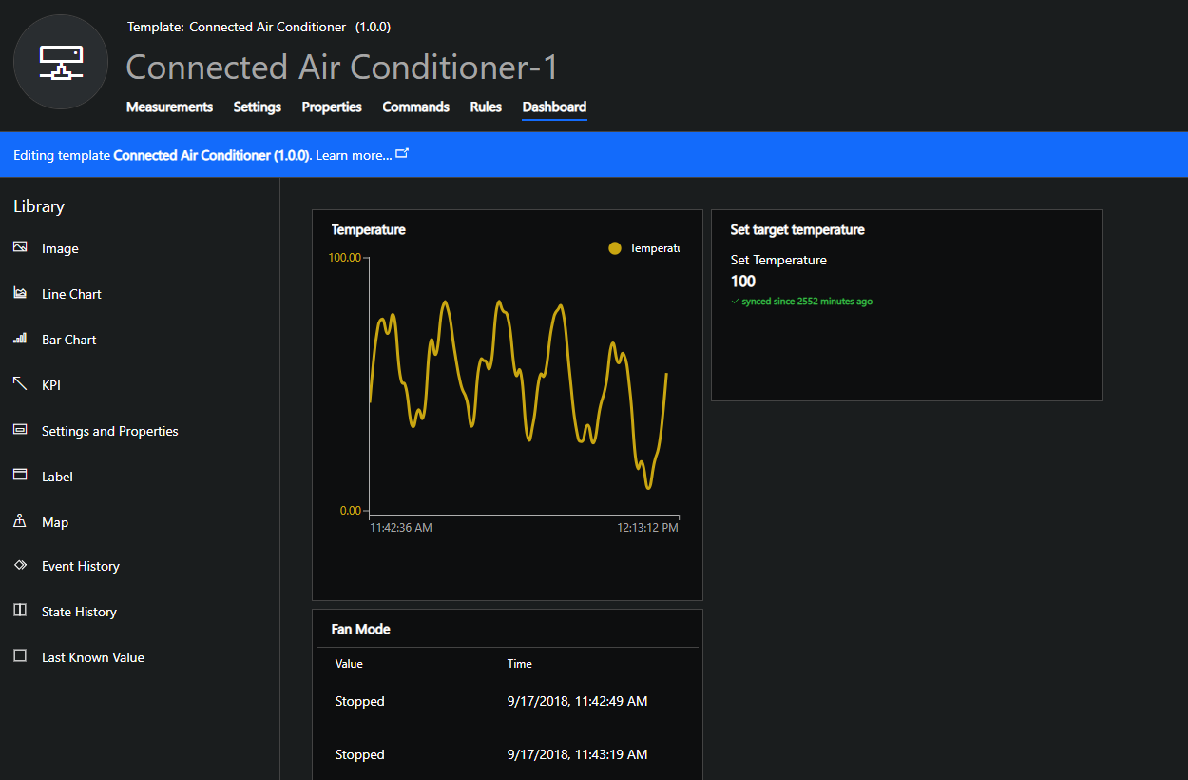 Template: Connected Air Conditioner (1.0.0)
Connected Air Conditioner-1
Measurements Settings Properties Commands Rules Dashboard
Editing template Connected Air Conditioner (1.0.0). Learn more...
Library
Image
Line Chart
Bar Chart
KPI
Settings and Properties
Label
Map
Event History
State History
Last Known Value
Temperature
Temperatu
100.00
0.00
11:42:36 AM 12:13:12 PM
Set target temperature
Set Temperature
100
synced since 2552 minutes ago
Fan Mode
Value Time
Stopped 9/17/2018, 11:42:49 AM
Stopped 9/17/2018, 11:43:19 AM